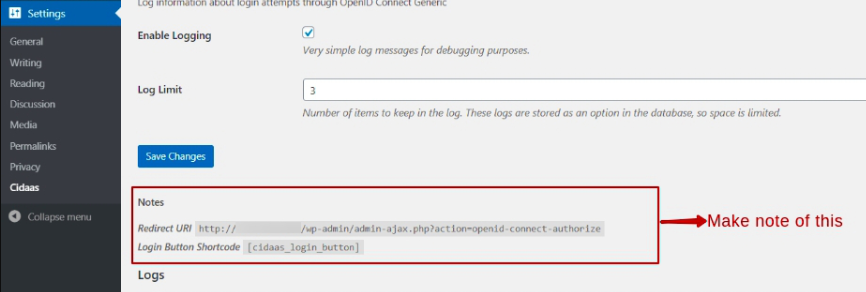 Log information about login attempts through OpenID Connect Generic
Settings
General
Writing
Reading
Discussion
Media
Permalinks
Privacy
Cidaas
Collapse menu
Enable Logging
Very simple log messages for debugging purposes.
Log Limit
3
Number of items to keep in the log. These logs are stored as an option in the database, so space is limited.
Save Changes
Notes
Redirect URI http:// /wp-admin/admin-ajax.php?action=openid-connect-authorize
Login Button Shortcode [cidaas_login_button]
Make note of this
Logs